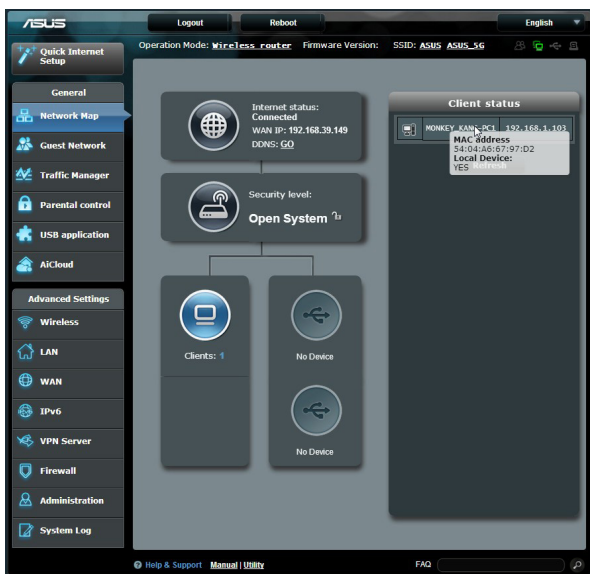 ASUS
Logout
Reboot
English
Quick Internet
Setup
Operation Mode: Wireless router Firmware Version: SSID: ASUS ASUS_5G
General
Network Map
Guest Network
Traffic Manager
Parental control
USB application
AiCloud
Advanced Settings
Wireless
LAN
WAN
IPv6
VPN Server
Firewall
Administration
System Log
Internet status:
Connected
WAN IP: 192.168.39.149
DDNS: GO
Security level:
Open System
Clients: 1
No Device
No Device
Client status
MONKEY 192.168.1.103
MAC address
54:04:A6:67:97:D2
Local Device:
YES
Refresh
Help & Support Manual | Utility
FAQ